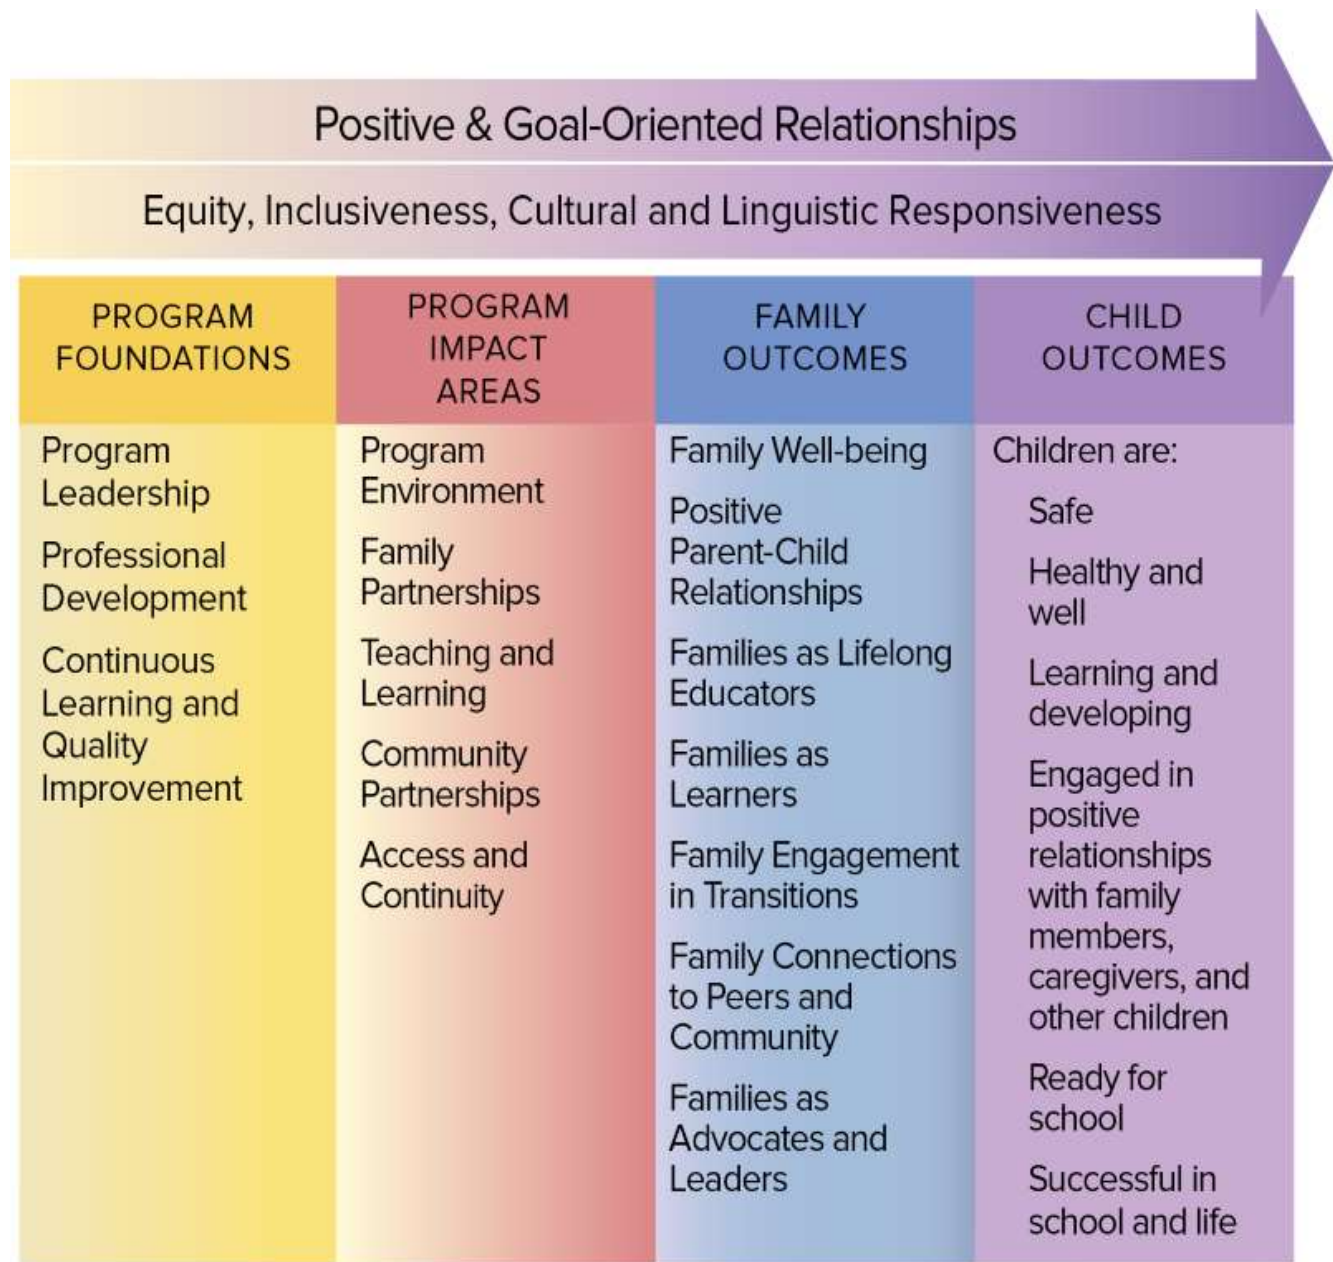 Positive & Goal-Oriented Relationships
Equity, Inclusiveness, Cultural and Linguistic Responsiveness
PROGRAM
FOUNDATIONS
Program
Leadership
Professional
Development
Continuous
Learning and
Quality
Improvement
PROGRAM
IMPACT
AREAS
Program
Environment
Family
Partnerships
Teaching and
Learning
Community
Partnerships
Access and
Continuity
FAMILY
OUTCOMES
Family Well-being
Positive
Parent-Child
Relationships
Families as Lifelong
Educators
Families as
Learners
Family Engagement
in Transitions
Family Connections
to Peers and
Community
Families as
Advocates and
Leaders
CHILD
OUTCOMES
Children are:
Safe
Healthy and
well
Learning and
developing
Engaged in
positive
relationships
with family
members,
caregivers, and
other children
Ready for
school
Successful in
school and life